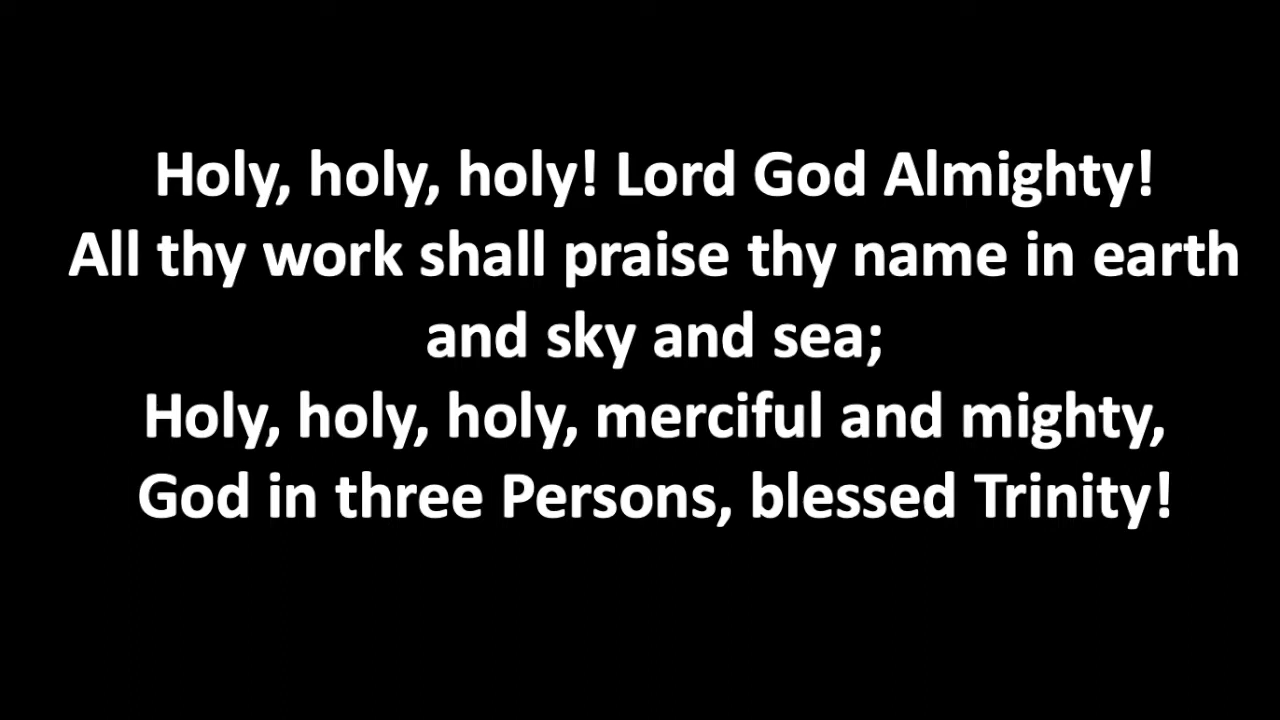 Holy, holy, holy! Lord God Almighty!
All thy work shall praise thy name in earth
and sky and sea;
Holy, holy, holy, merciful and mighty,
God in three Persons, blessed Trinity!